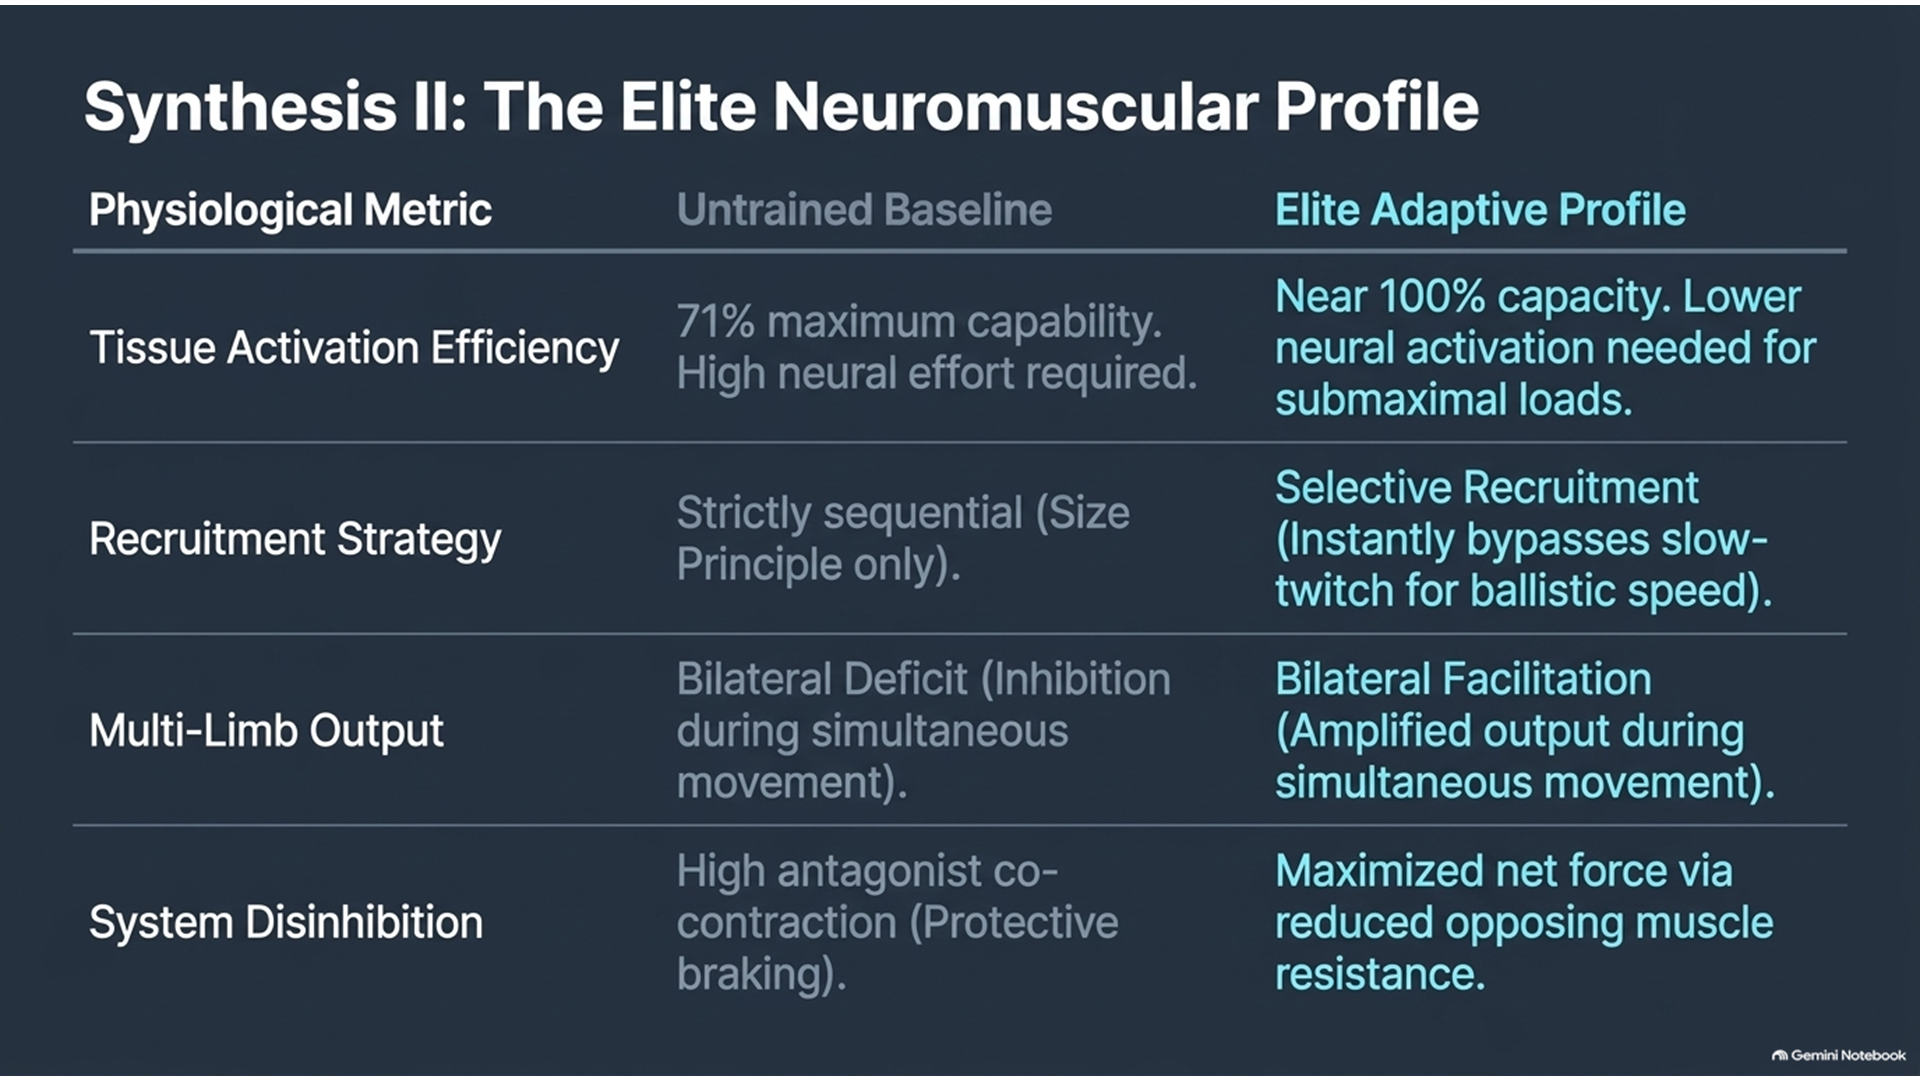 Synthesis II: The Elite Neuromuscular Profile
Physiological Metric
Untrained Baseline
Elite Adaptive Profile
Tissue Activation Efficiency
71% maximum capability.
High neural effort required.
Near 100% capacity. Lower
neural activation needed for
submaximal loads.
Recruitment Strategy
Strictly sequential (Size
Principle only).
Selective Recruitment
(Instantly bypasses slow-
twitch for ballistic speed).
Multi-Limb Output
Bilateral Deficit (Inhibition
during simultaneous
movement).
Bilateral Facilitation
(Amplified output during
simultaneous movement).
System Disinhibition
High antagonist co-
contraction (Protective
braking).
Maximized net force via
reduced opposing muscle
resistance.
Gemini Notebook